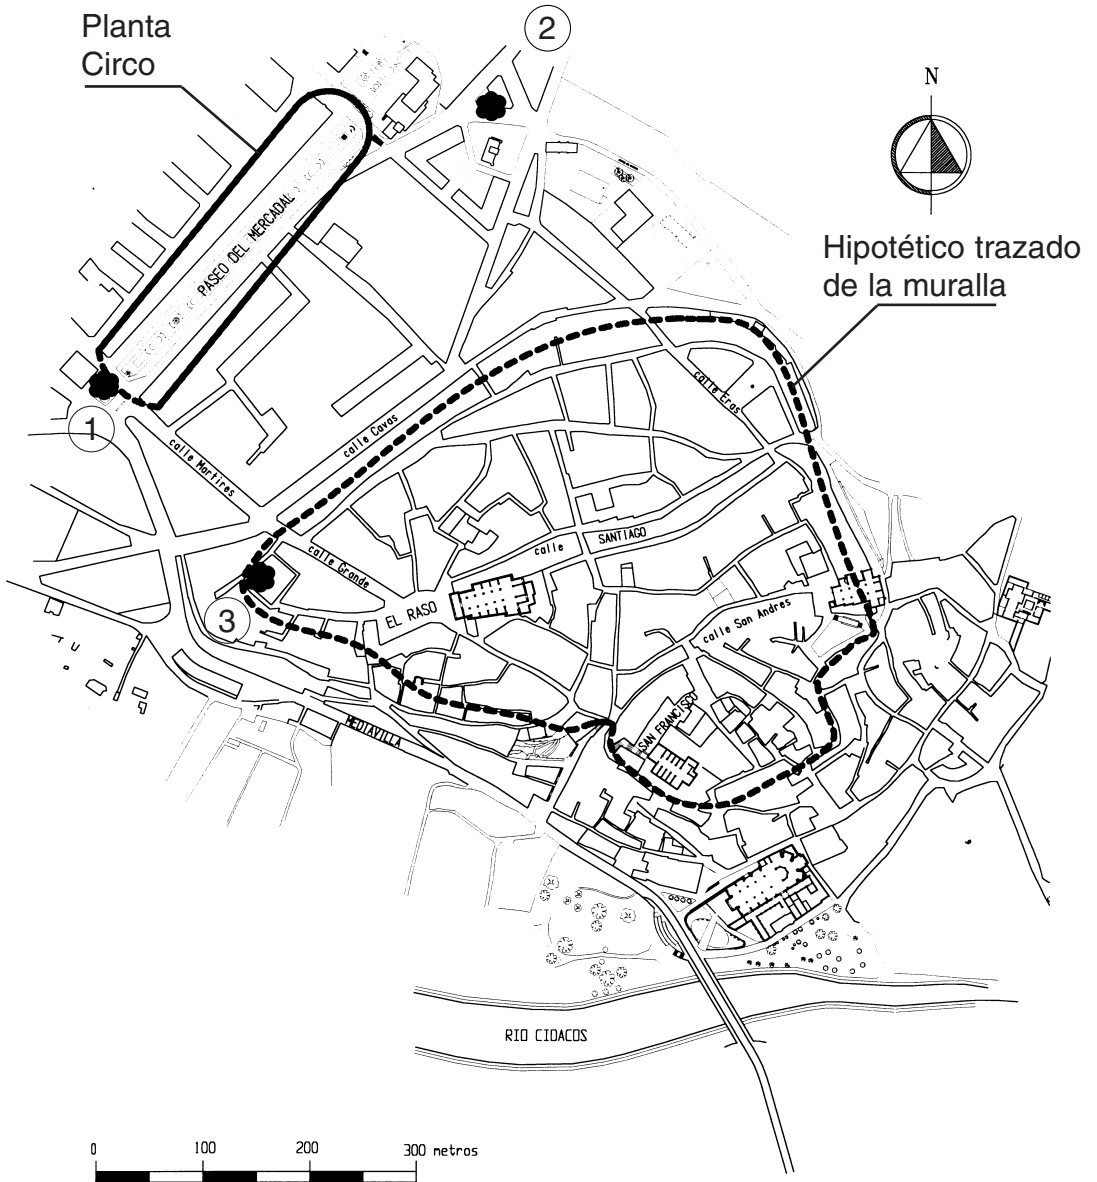 Planta
Circo
2
N
Hipotético trazado
de la muralla
PASEO DEL MERCADAL
1
calle Martires
calle Cavas
calle Eras
calle SANTIAGO
calle Grande
EL RASO
3
calle San Andres
SAN FRANCISCO
MEDIAVILLA
RIO CIDACOS
0 100 200 300 metros